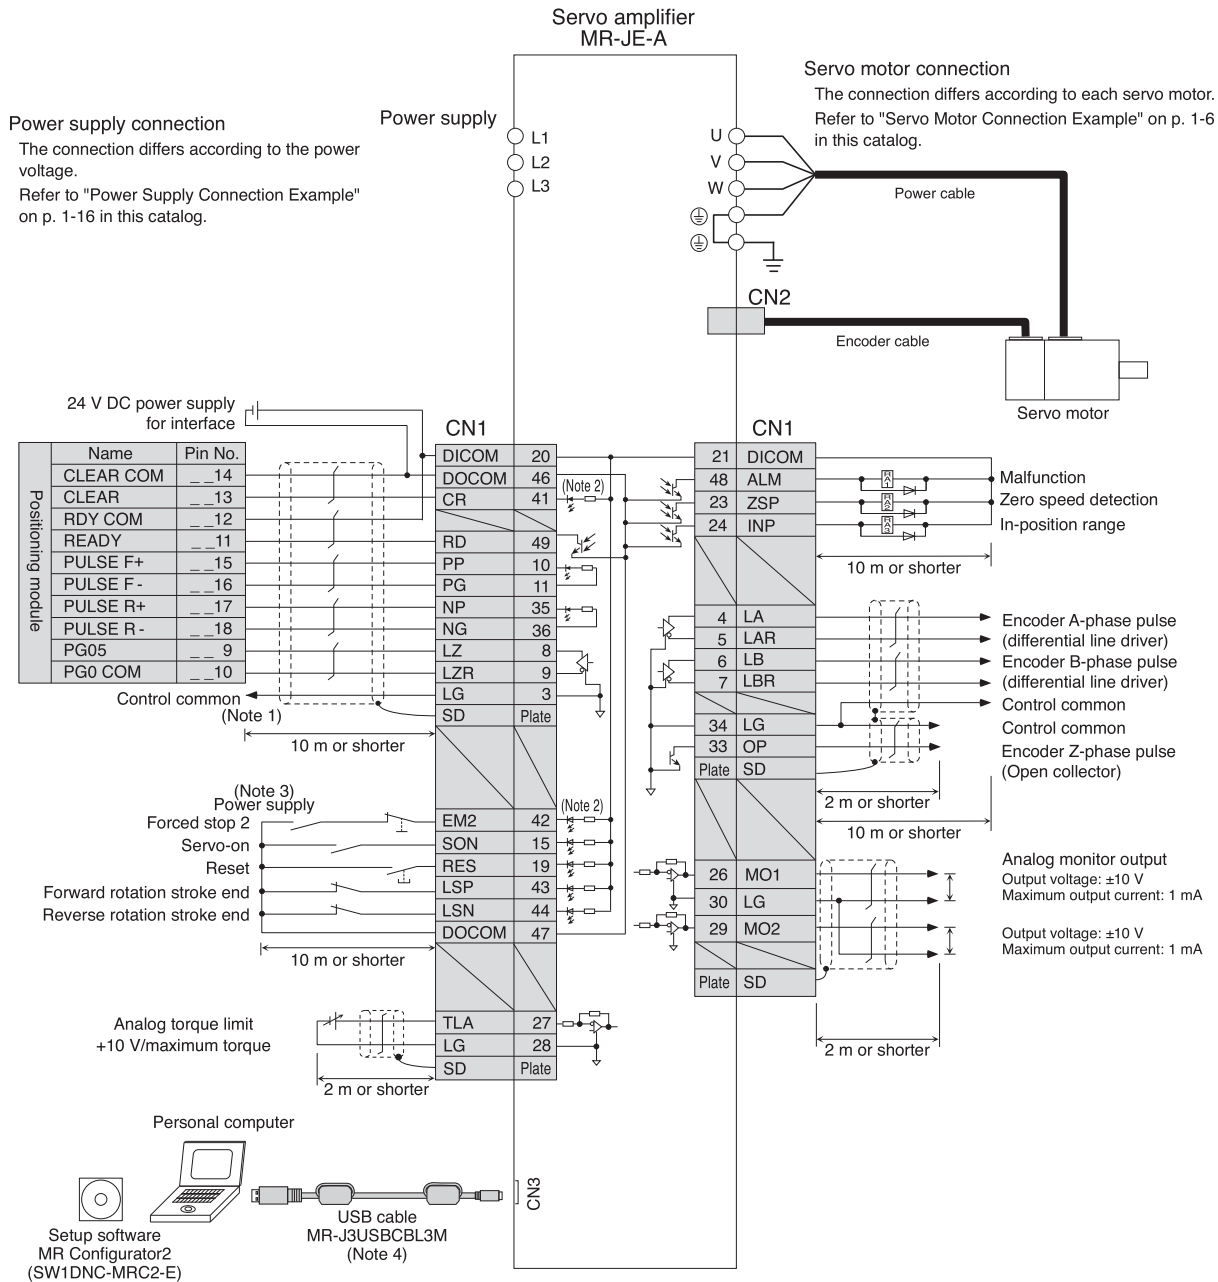 Servo amplifier
MR-JE-A
Servo motor connection
The connection differs according to each servo motor.
Refer to "Servo Motor Connection Example" on p. 1-6
in this catalog.
Power supply connection
The connection differs according to the power
voltage.
Refer to "Power Supply Connection Example"
on p. 1-16 in this catalog.
Power supply
L1
L2
L3
U
V
W
Power cable
CN2
Encoder cable
Servo motor
24 V DC power supply
for interface
Positioning module
Name Pin No.
CLEAR COM _ _14
CLEAR _ _13
RDY COM _ _12
READY _ _11
PULSE F+ _ _15
PULSE F - _ _16
PULSE R+ _ _17
PULSE R - _ _18
PG05 _ _ 9
PG0 COM _ _10
Control common
(Note 1)
10 m or shorter
CN1
DICOM 20
DOCOM 46
CR 41
(Note 2)
RD 49
PP 10
PG 11
NP 35
NG 36
LZ 8
LZR 9
LG 3
SD Plate
(Note 3)
Power supply
Forced stop 2
Servo-on
Reset
Forward rotation stroke end
Reverse rotation stroke end
10 m or shorter
EM2 42
(Note 2)
SON 15
RES 19
LSP 43
LSN 44
DOCOM 47
Analog torque limit
+10 V/maximum torque
2 m or shorter
TLA 27
LG 28
SD Plate
CN1
21 DICOM
48 ALM
23 ZSP
24 INP
RA1
RA2
RA3
Malfunction
Zero speed detection
In-position range
10 m or shorter
4 LA
5 LAR
6 LB
7 LBR
34 LG
33 OP
Plate SD
Encoder A-phase pulse
(differential line driver)
Encoder B-phase pulse
(differential line driver)
Control common
Control common
Encoder Z-phase pulse
(Open collector)
2 m or shorter
10 m or shorter
26 MO1
30 LG
29 MO2
Plate SD
Analog monitor output
Output voltage: ±10 V
Maximum output current: 1 mA
Output voltage: ±10 V
Maximum output current: 1 mA
2 m or shorter
Personal computer
Setup software
MR Configurator2
(SW1DNC-MRC2-E)
USB cable
MR-J3USBCBL3M
(Note 4)
CN3